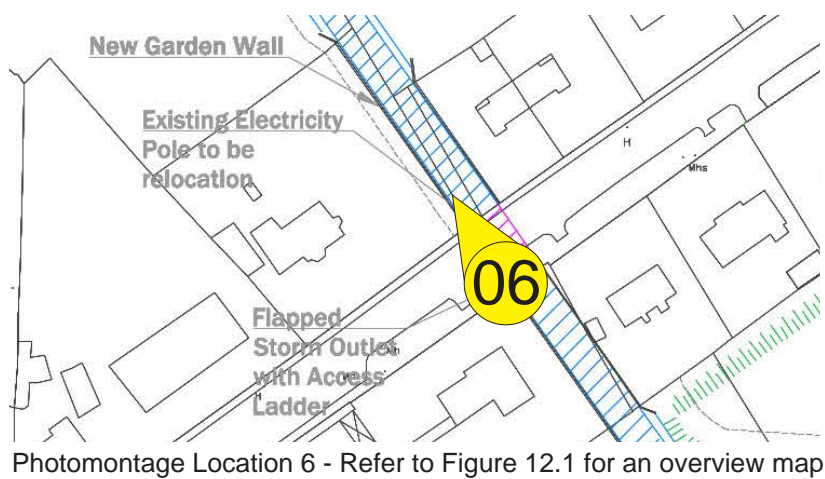 New Garden Wall
Existing Electricity
Pole to be
relocation
H
Mhs
06
Flapped
Storm Outlet
with Access
Ladder
H
Photomontage Location 6 - Refer to Figure 12.1 for an overview map